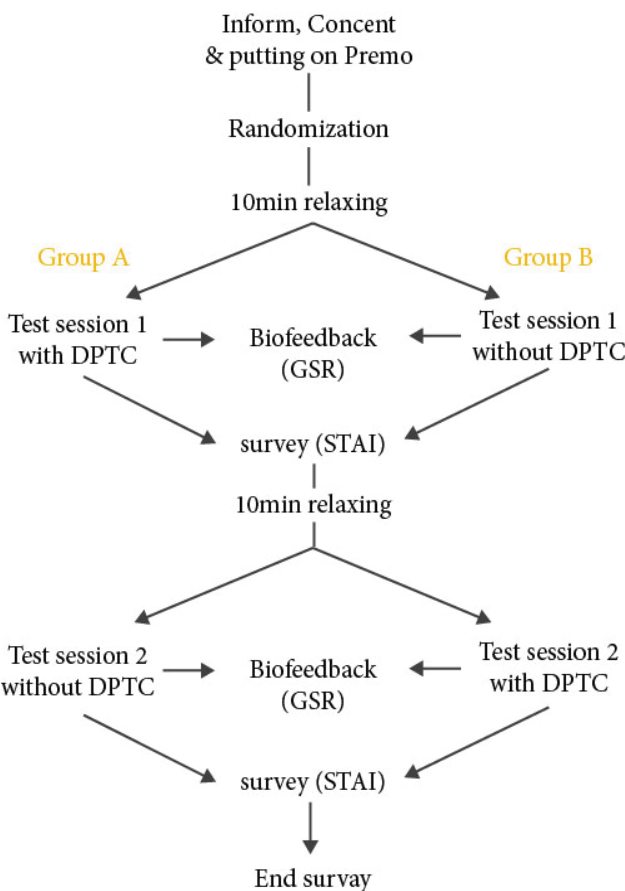 Inform, Concent
& putting on Premo
Randomization
10min relaxing
Group A
Group B
Test session 1
with DPTC
Biofeedback
(GSR)
Test session 1
without DPTC
survey (STAI)
10min relaxing
Test session 2
without DPTC
Biofeedback
(GSR)
Test session 2
with DPTC
survey (STAI)
End survay